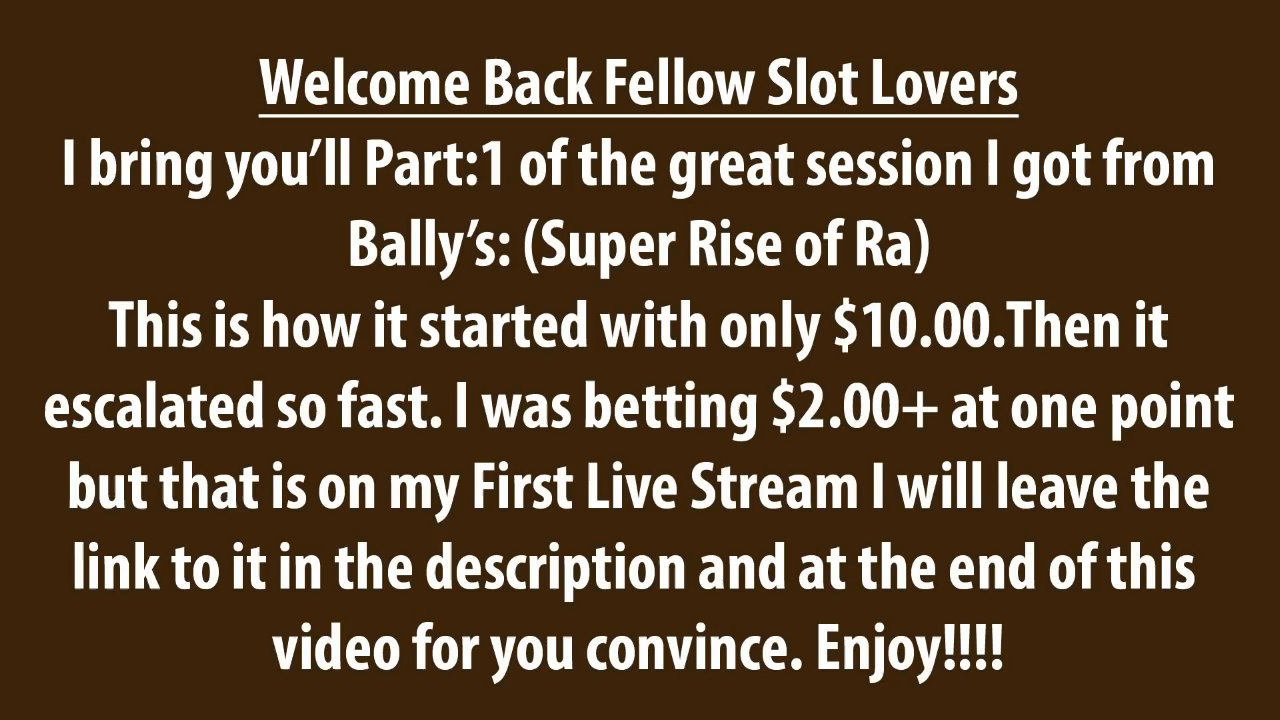 Welcome Back Fellow Slot Lovers
I bring you’ll Part:1 of the great session I got from
Bally’s: (Super Rise of Ra)
This is how it started with only $10.00.Then it
escalated so fast. I was betting $2.00+ at one point
but that is on my First Live Stream I will leave the
link to it in the description and at the end of this
video for you convince. Enjoy!!!!